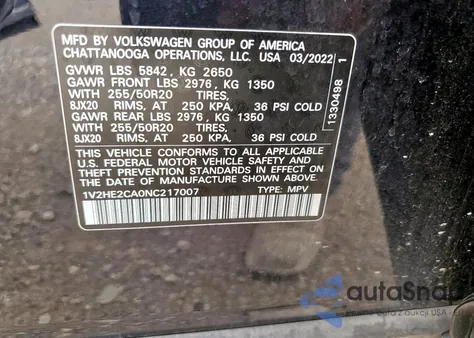 MFD BY VOLKSWAGEN GROUP OF AMERICA
CHATTANOOGA OPERATIONS, LLC. USA 03/2022
GVWR LBS 5842, KG 2650
GAWR FRONT LBS 2976, KG 1350
WITH 255/50R20 TIRES,
8JX20 RIMS, AT 250 KPA, 36 PSI COLD
GAWR REAR LBS 2976, KG 1350
WITH 255/50R20 TIRES,
8JX20 RIMS, AT 250 KPA, 36 PSI COLD
THIS VEHICLE CONFORMS TO ALL APPLICABLE
U.S. FEDERAL MOTOR VEHICLE SAFETY AND
THEFT PREVENTION STANDARDS IN EFFECT ON
THE DATE OF MANUFACTURE SHOWN ABOVE.
1V2HE2CA0NC217007 TYPE: MPV
1330498 1
autoSnap
Dostawa z aukcji USA